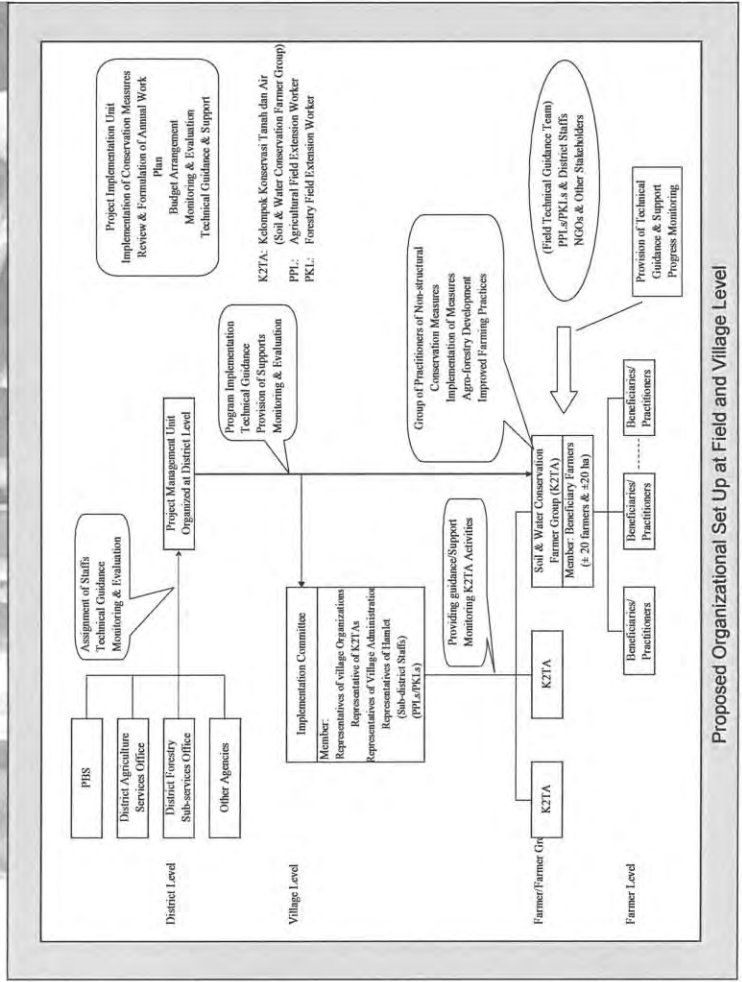 PBS
District Agriculture
Services Office
District Forestry
Sub-services Office
Other Agencies
Assignment of Staffs
Technical Guidance
Monitoring & Evaluation
Project Management Unit
Organized at District Level
Project Implementation Unit
Implementation of Conservation Measures
Review & Formulation of Annual Work
Plan
Budget Arrangement
Monitoring & Evaluation
Technical Guidance & Support
District Level
Program Implementation
Technical Guidance
Provision of Supports
Monitoring & Evaluation
K2TA: Kelompok Konservasi Tanah dan Air
(Soil & Water Conservation Farmer Group)
PPL: Agricultural Field Extension Worker
PKL: Forestry Field Extension Worker
Village Level
Implementation Committee
Member:
Representatives of village Organizations
Representative of K2TAs
Representatives of Village Administration
Representatives of Hamlet
(Sub-district Staffs)
(PPLs/PKLs)
Providing guidance/Support
Monitoring K2TA Activities
Group of Practitioners of Non-structural
Conservation Measures
Implementation of Measures
Agro-forestry Development
Improved Farming Practices
Farmer/Farmer Gr
K2TA
K2TA
Soil & Water Conservation
Farmer Group (K2TA)
Member: Beneficiary Farmers
(± 20 farmers & ±20 ha)
(Field Technical Guidance Team)
PPLs/PKLs & District Staffs
NGOs & Other Stakeholders
Provision of Technical
Guidance & Support
Progress Monitoring
Farmer Level
Beneficiaries/
Practitioners
Beneficiaries/
Practitioners
Beneficiaries/
Practitioners
Proposed Organizational Set Up at Field and Village Level